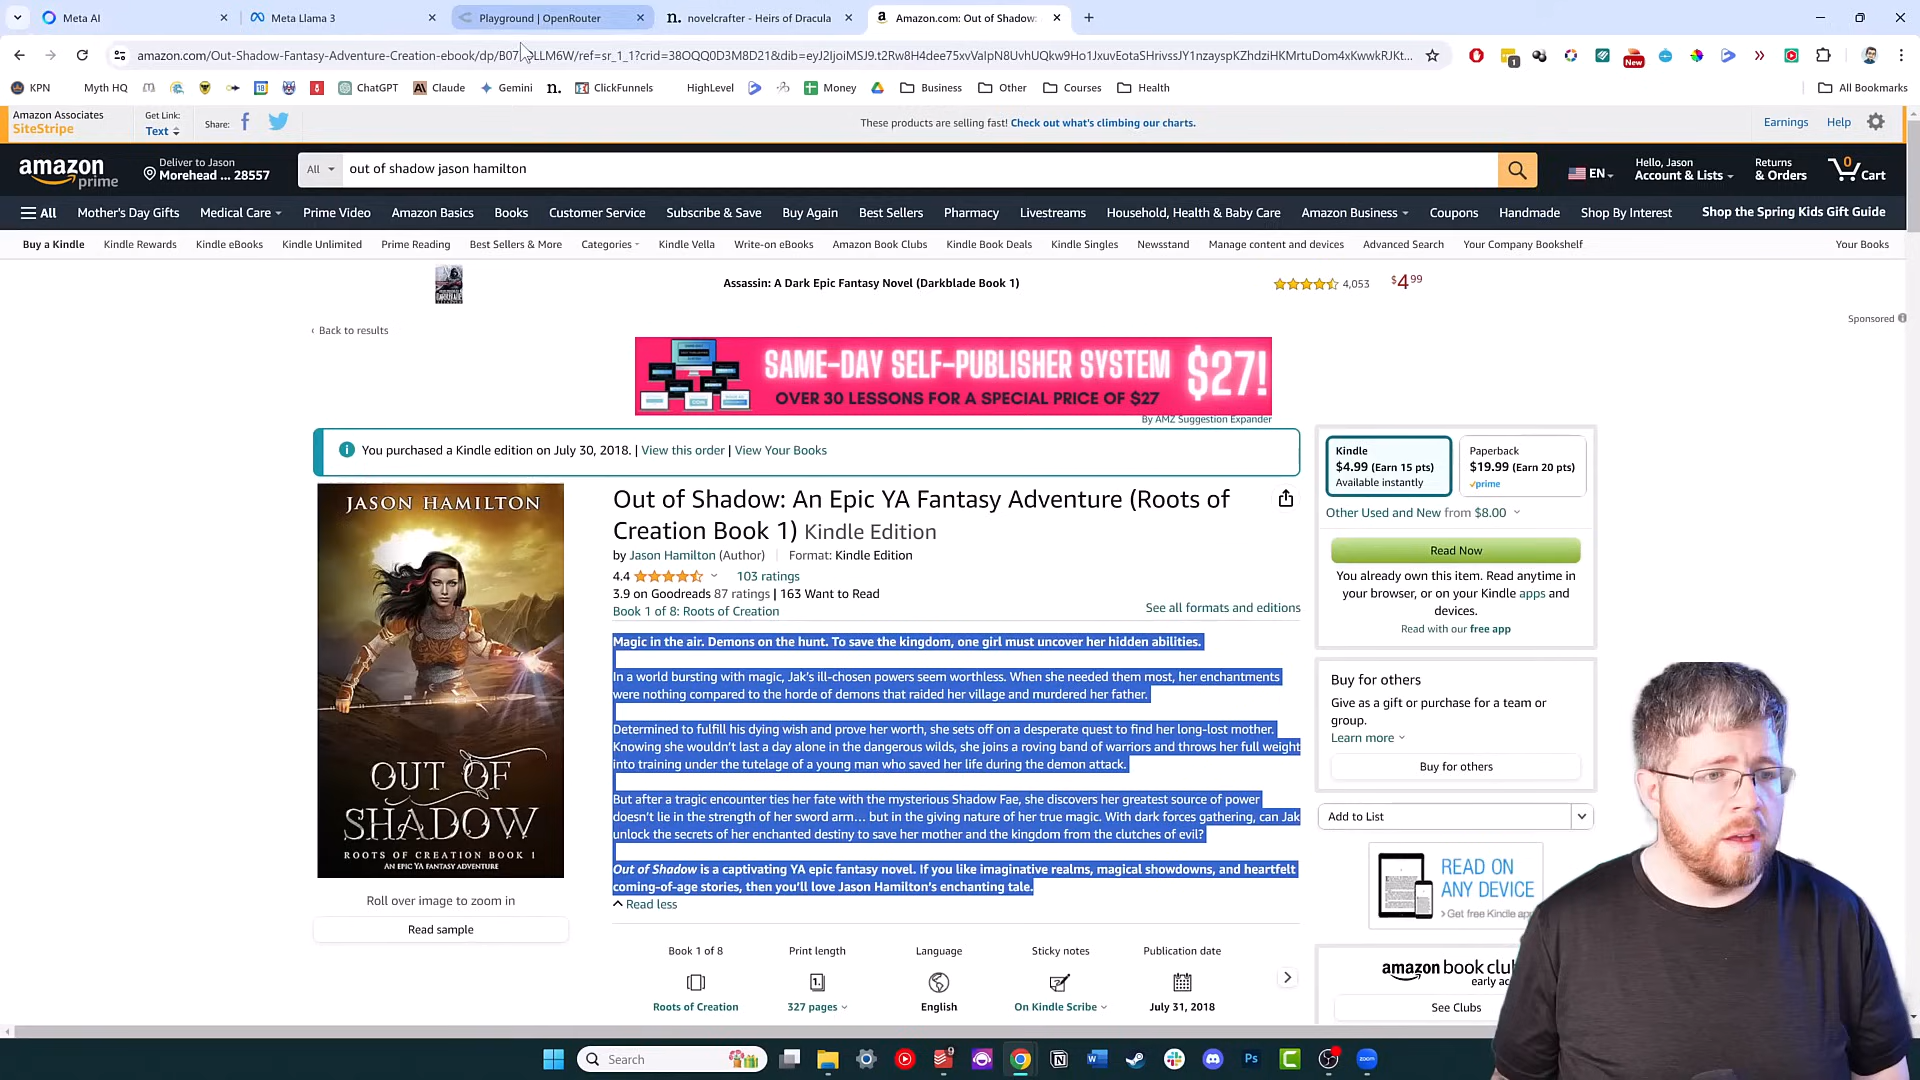 Meta AI
Meta Llama 3
Playground | OpenRouter
novelcrafter - Heirs of Dracula
Amazon.com: Out of Shadow:
KPN
Myth HQ
ChatGPT
Claude
Gemini
ClickFunnels
HighLevel
Money
Business
Other
Courses
Health
All Bookmarks
New
Amazon Associates
SiteStripe
Get Link:
Text
Share:
These products are selling fast! Check out what's climbing our charts.
Earnings
Help
amazon
prime
Deliver to Jason
Morehead ... 28557
All
out of shadow jason hamilton
EN
Hello, Jason
Account & Lists
Returns
& Orders
0
Cart
All
Mother's Day Gifts
Medical Care
Prime Video
Amazon Basics
Books
Customer Service
Subscribe & Save
Buy Again
Best Sellers
Pharmacy
Livestreams
Household, Health & Baby Care
Amazon Business
Coupons
Handmade
Shop By Interest
Shop the Spring Kids Gift Guide
Buy a Kindle
Kindle Rewards
Kindle eBooks
Kindle Unlimited
Prime Reading
Best Sellers & More
Categories
Kindle Vella
Write-on eBooks
Amazon Book Clubs
Kindle Book Deals
Kindle Singles
Newsstand
Manage content and devices
Advanced Search
Your Company Bookshelf
Your Books
Assassin: A Dark Epic Fantasy Novel (Darkblade Book 1)
4,053
$4 99
Sponsored
‹ Back to results
SAME-DAY SELF-PUBLISHER SYSTEM
OVER 30 LESSONS FOR A SPECIAL PRICE OF $27
$27!
By AMZ Suggestion Expander
You purchased a Kindle edition on July 30, 2018. | View this order | View Your Books
JASON HAMILTON
OUT OF
SHADOW
ROOTS OF CREATION BOOK 1
AN EPIC YA FANTASY ADVENTURE
Roll over image to zoom in
Read sample
Out of Shadow: An Epic YA Fantasy Adventure (Roots of
Creation Book 1) Kindle Edition
by Jason Hamilton (Author)
Format: Kindle Edition
4.4
103 ratings
3.9 on Goodreads 87 ratings | 163 Want to Read
Book 1 of 8: Roots of Creation
See all formats and editions
Magic in the air. Demons on the hunt. To save the kingdom, one girl must uncover her hidden abilities.
In a world bursting with magic, Jak's ill-chosen powers seem worthless. When she needed them most, her enchantments
were nothing compared to the horde of demons that raided her village and murdered her father.
Determined to fulfill his dying wish and prove her worth, she sets off on a desperate quest to find her long-lost mother.
Knowing she wouldn't last a day alone in the dangerous wilds, she joins a roving band of warriors and throws her full weight
into training under the tutelage of a young man who saved her life during the demon attack.
But after a tragic encounter ties her fate with the mysterious Shadow Fae, she discovers her greatest source of power
doesn't lie in the strength of her sword arm… but in the giving nature of her true magic. With dark forces gathering, can Jak
unlock the secrets of her enchanted destiny to save her mother and the kingdom from the clutches of evil?
Out of Shadow is a captivating YA epic fantasy novel. If you like imaginative realms, magical showdowns, and heartfelt
coming-of-age stories, then you'll love Jason Hamilton's enchanting tale.
Read less
Book 1 of 8
Roots of Creation
Print length
327 pages
Language
English
Sticky notes
On Kindle Scribe
Publication date
July 31, 2018
Kindle
$4.99 (Earn 15 pts)
Available instantly
Paperback
$19.99 (Earn 20 pts)
prime
Other Used and New from $8.00
Read Now
You already own this item. Read anytime in
your browser, or on your Kindle apps and
devices.
Read with our free app
Buy for others
Give as a gift or purchase for a team or
group.
Learn more
Buy for others
Add to List
READ ON
ANY DEVICE
› Get free Kindle app
amazon book clu
early ac
See Clubs
Search
9